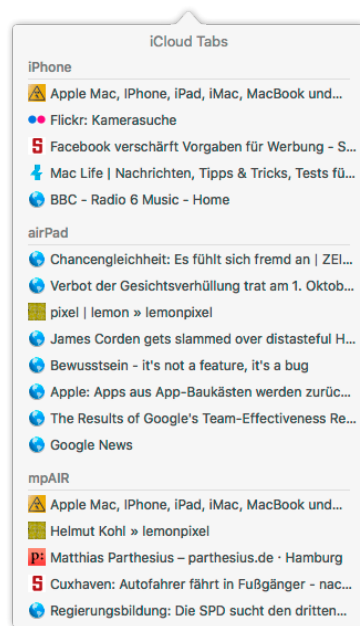 iCloud Tabs
iPhone
Apple Mac, IPhone, iPad, iMac, MacBook und...
Flickr: Kamerasuche
S Facebook verschärft Vorgaben für Werbung - S...
Mac Life | Nachrichten, Tipps & Tricks, Tests fü...
BBC - Radio 6 Music - Home
airPad
Chancengleichheit: Es fühlt sich fremd an | ZEI...
Verbot der Gesichtsverhüllung trat am 1. Oktob...
pixel | lemon » lemonpixel
James Corden gets slammed over distasteful H...
Bewusstsein - it's not a feature, it's a bug
Apple: Apps aus App-Baukästen werden zurüc...
The Results of Google's Team-Effectiveness Re...
Google News
mpAIR
Apple Mac, IPhone, iPad, iMac, MacBook und...
Helmut Kohl » lemonpixel
p: Matthias Parthesius – parthesius.de · Hamburg
S Cuxhaven: Autofahrer fährt in Fußgänger - nac...
Regierungsbildung: Die SPD sucht den dritten...